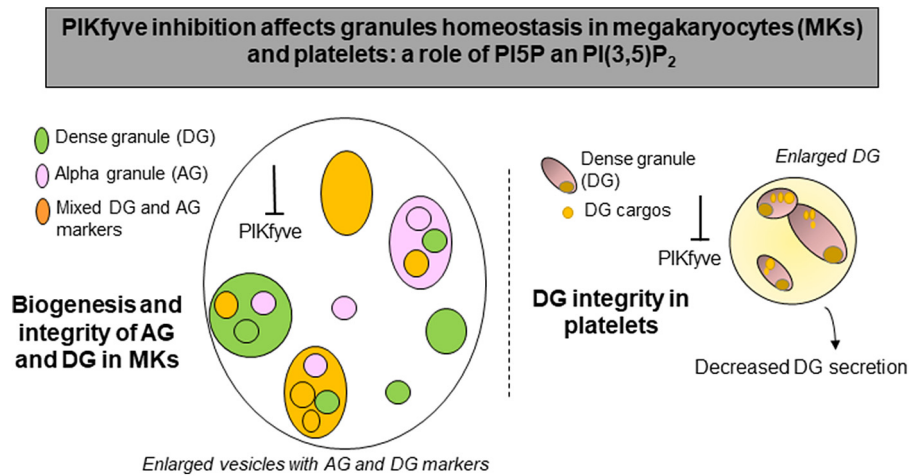 PIKfyve inhibition affects granules homeostasis in megakaryocytes (MKs)
and platelets: a role of PI5P an PI(3,5)P₂
Dense granule (DG)
Alpha granule (AG)
Mixed DG and AG
markers
PIKfyve
Biogenesis and
integrity of AG
and DG in MKs
Enlarged vesicles with AG and DG markers
Dense granule
(DG)
DG cargos
PIKfyve
Enlarged DG
DG integrity in
platelets
Decreased DG secretion